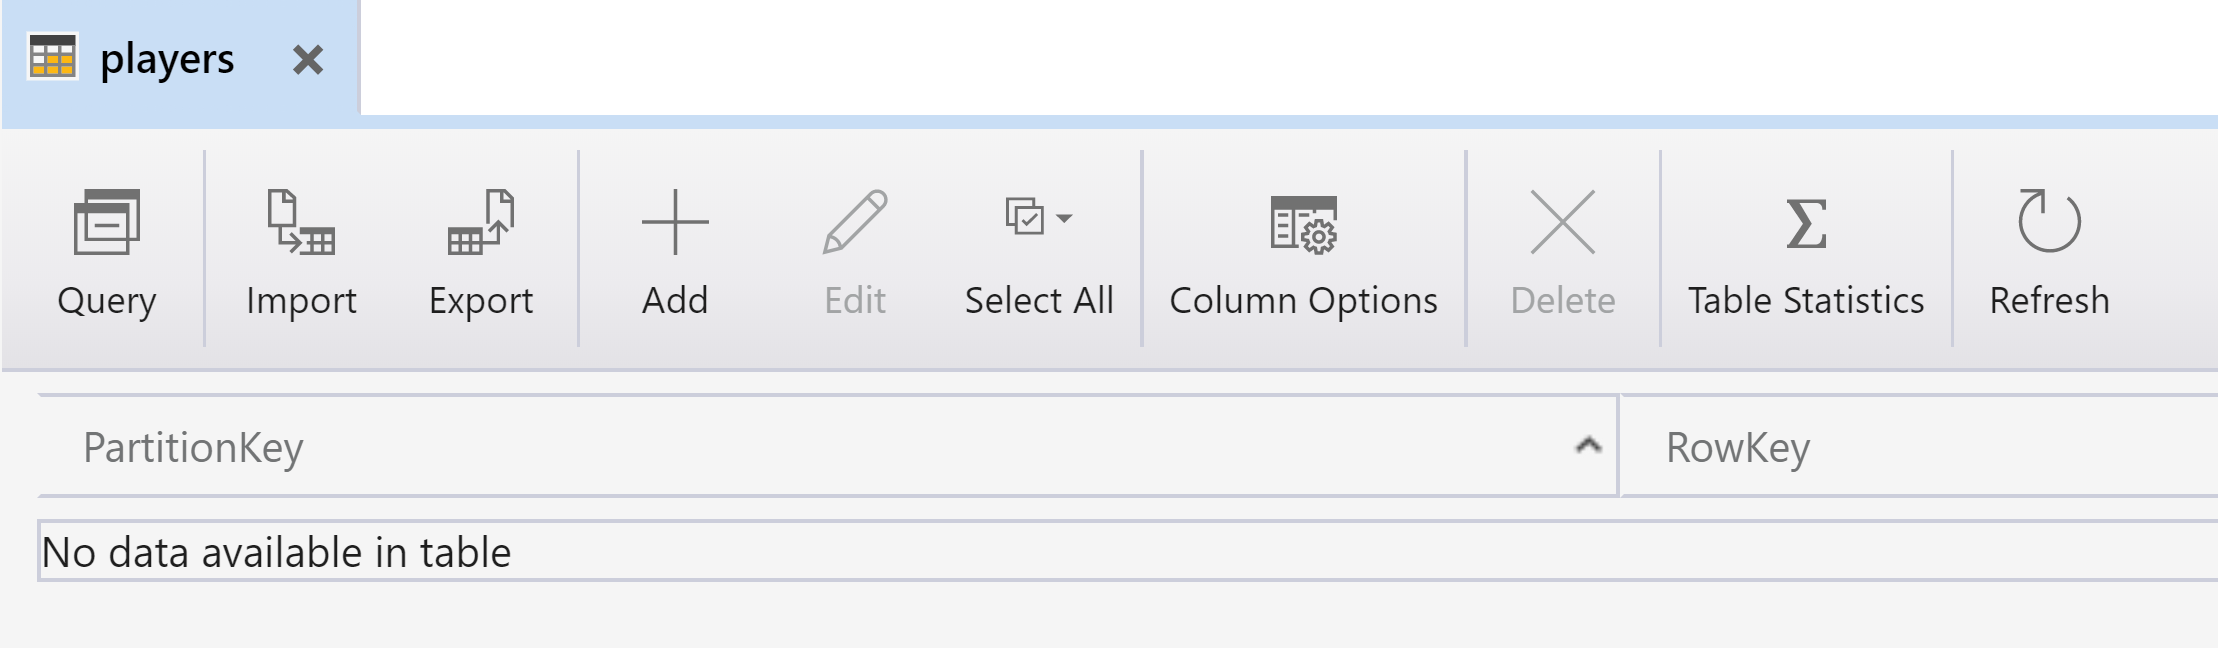 players
Query Import Export Add Edit Select All Column Options Delete Table Statistics Refresh
PartitionKey RowKey
No data available in table